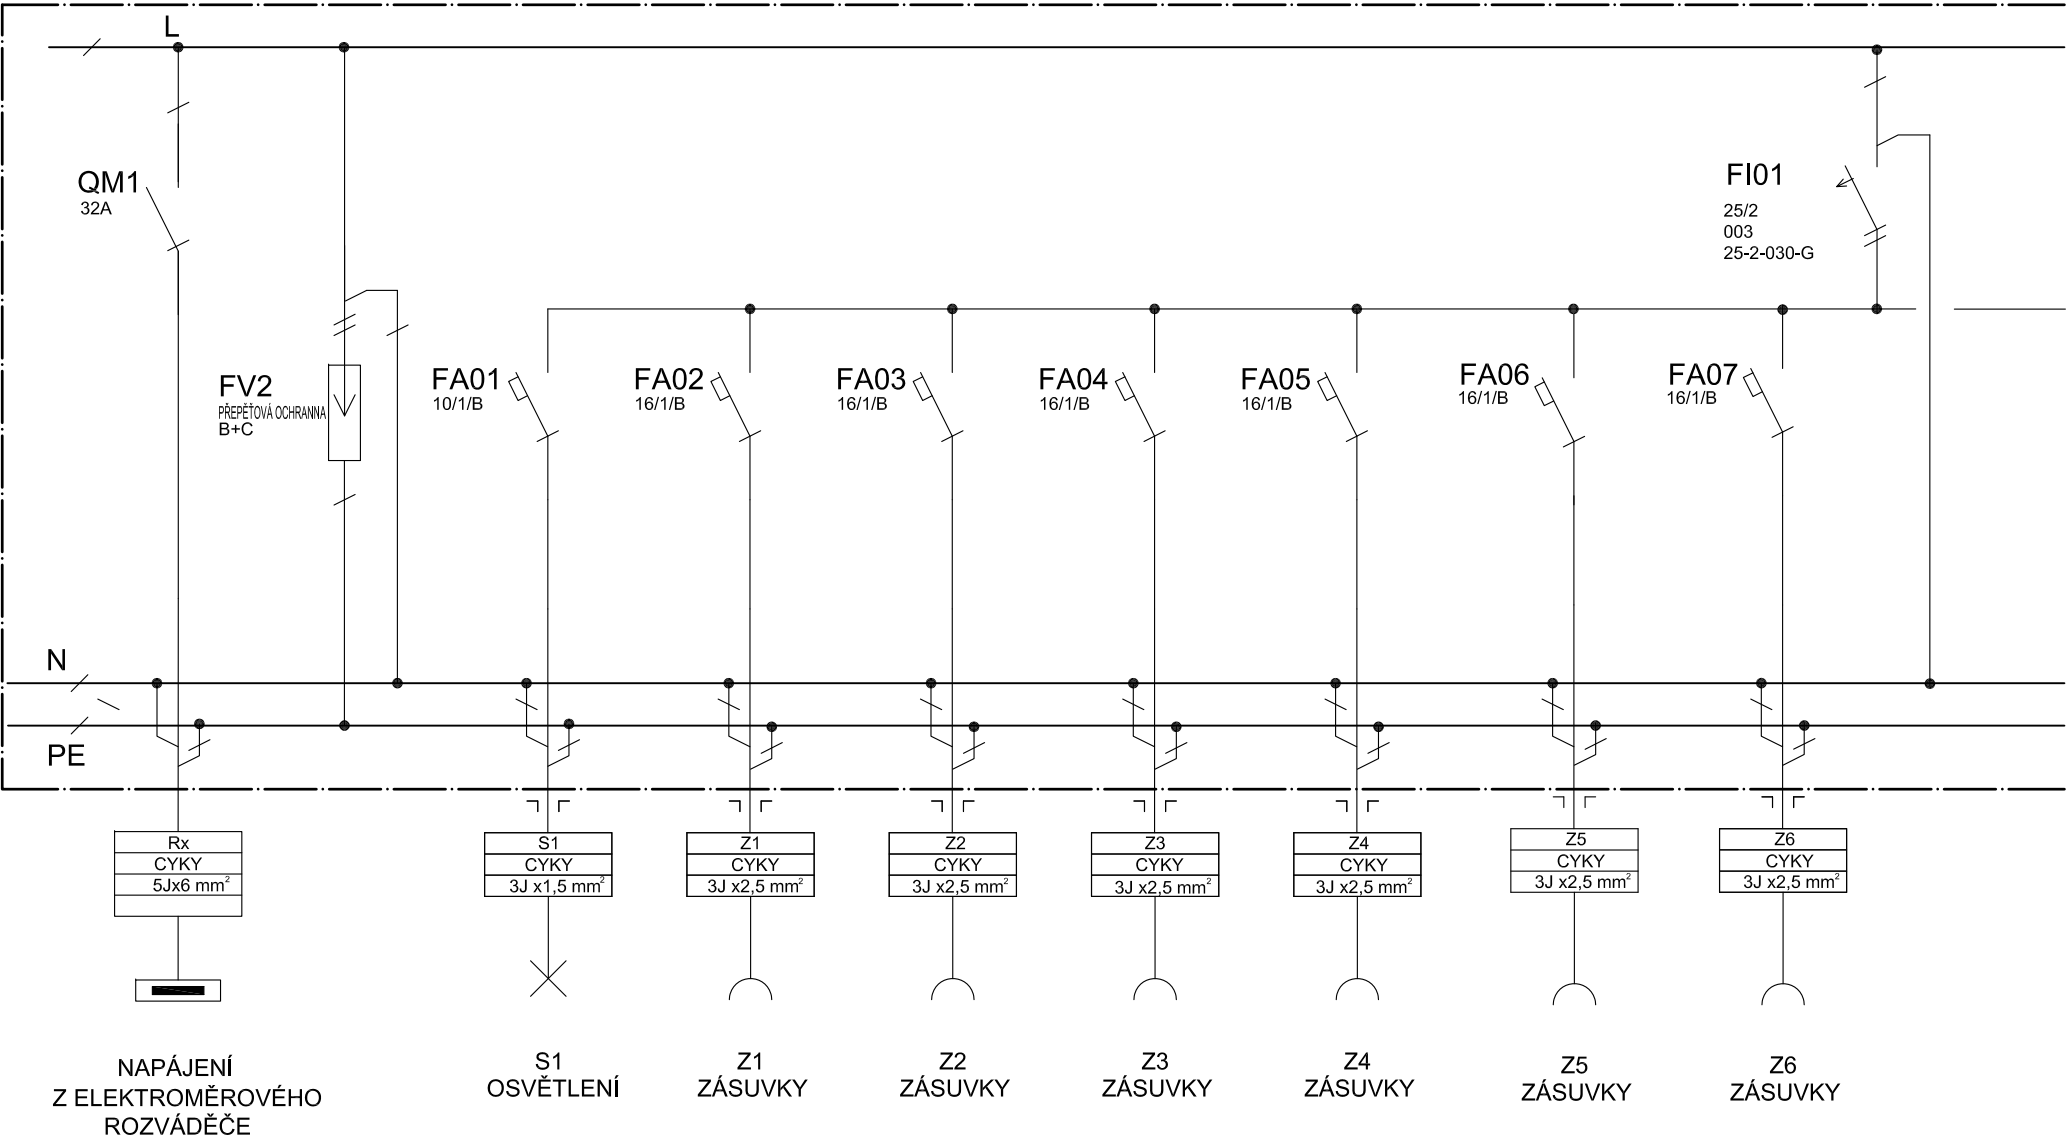 L
QM1
32A
FI01
25/2
003
25-2-030-G
FV2
PŘEPĚŤOVÁ OCHRANNA
B+C
FA01
10/1/B
FA02
16/1/B
FA03
16/1/B
FA04
16/1/B
FA05
16/1/B
FA06
16/1/B
FA07
16/1/B
N
PE
Rx
CYKY
5Jx6 mm²
S1
CYKY
3J x1,5 mm²
Z1
CYKY
3J x2,5 mm²
Z2
CYKY
3J x2,5 mm²
Z3
CYKY
3J x2,5 mm²
Z4
CYKY
3J x2,5 mm²
Z5
CYKY
3J x2,5 mm²
Z6
CYKY
3J x2,5 mm²
NAPÁJENÍ
Z ELEKTROMĚROVÉHO
ROZVÁDĚČE
S1
OSVĚTLENÍ
Z1
ZÁSUVKY
Z2
ZÁSUVKY
Z3
ZÁSUVKY
Z4
ZÁSUVKY
Z5
ZÁSUVKY
Z6
ZÁSUVKY